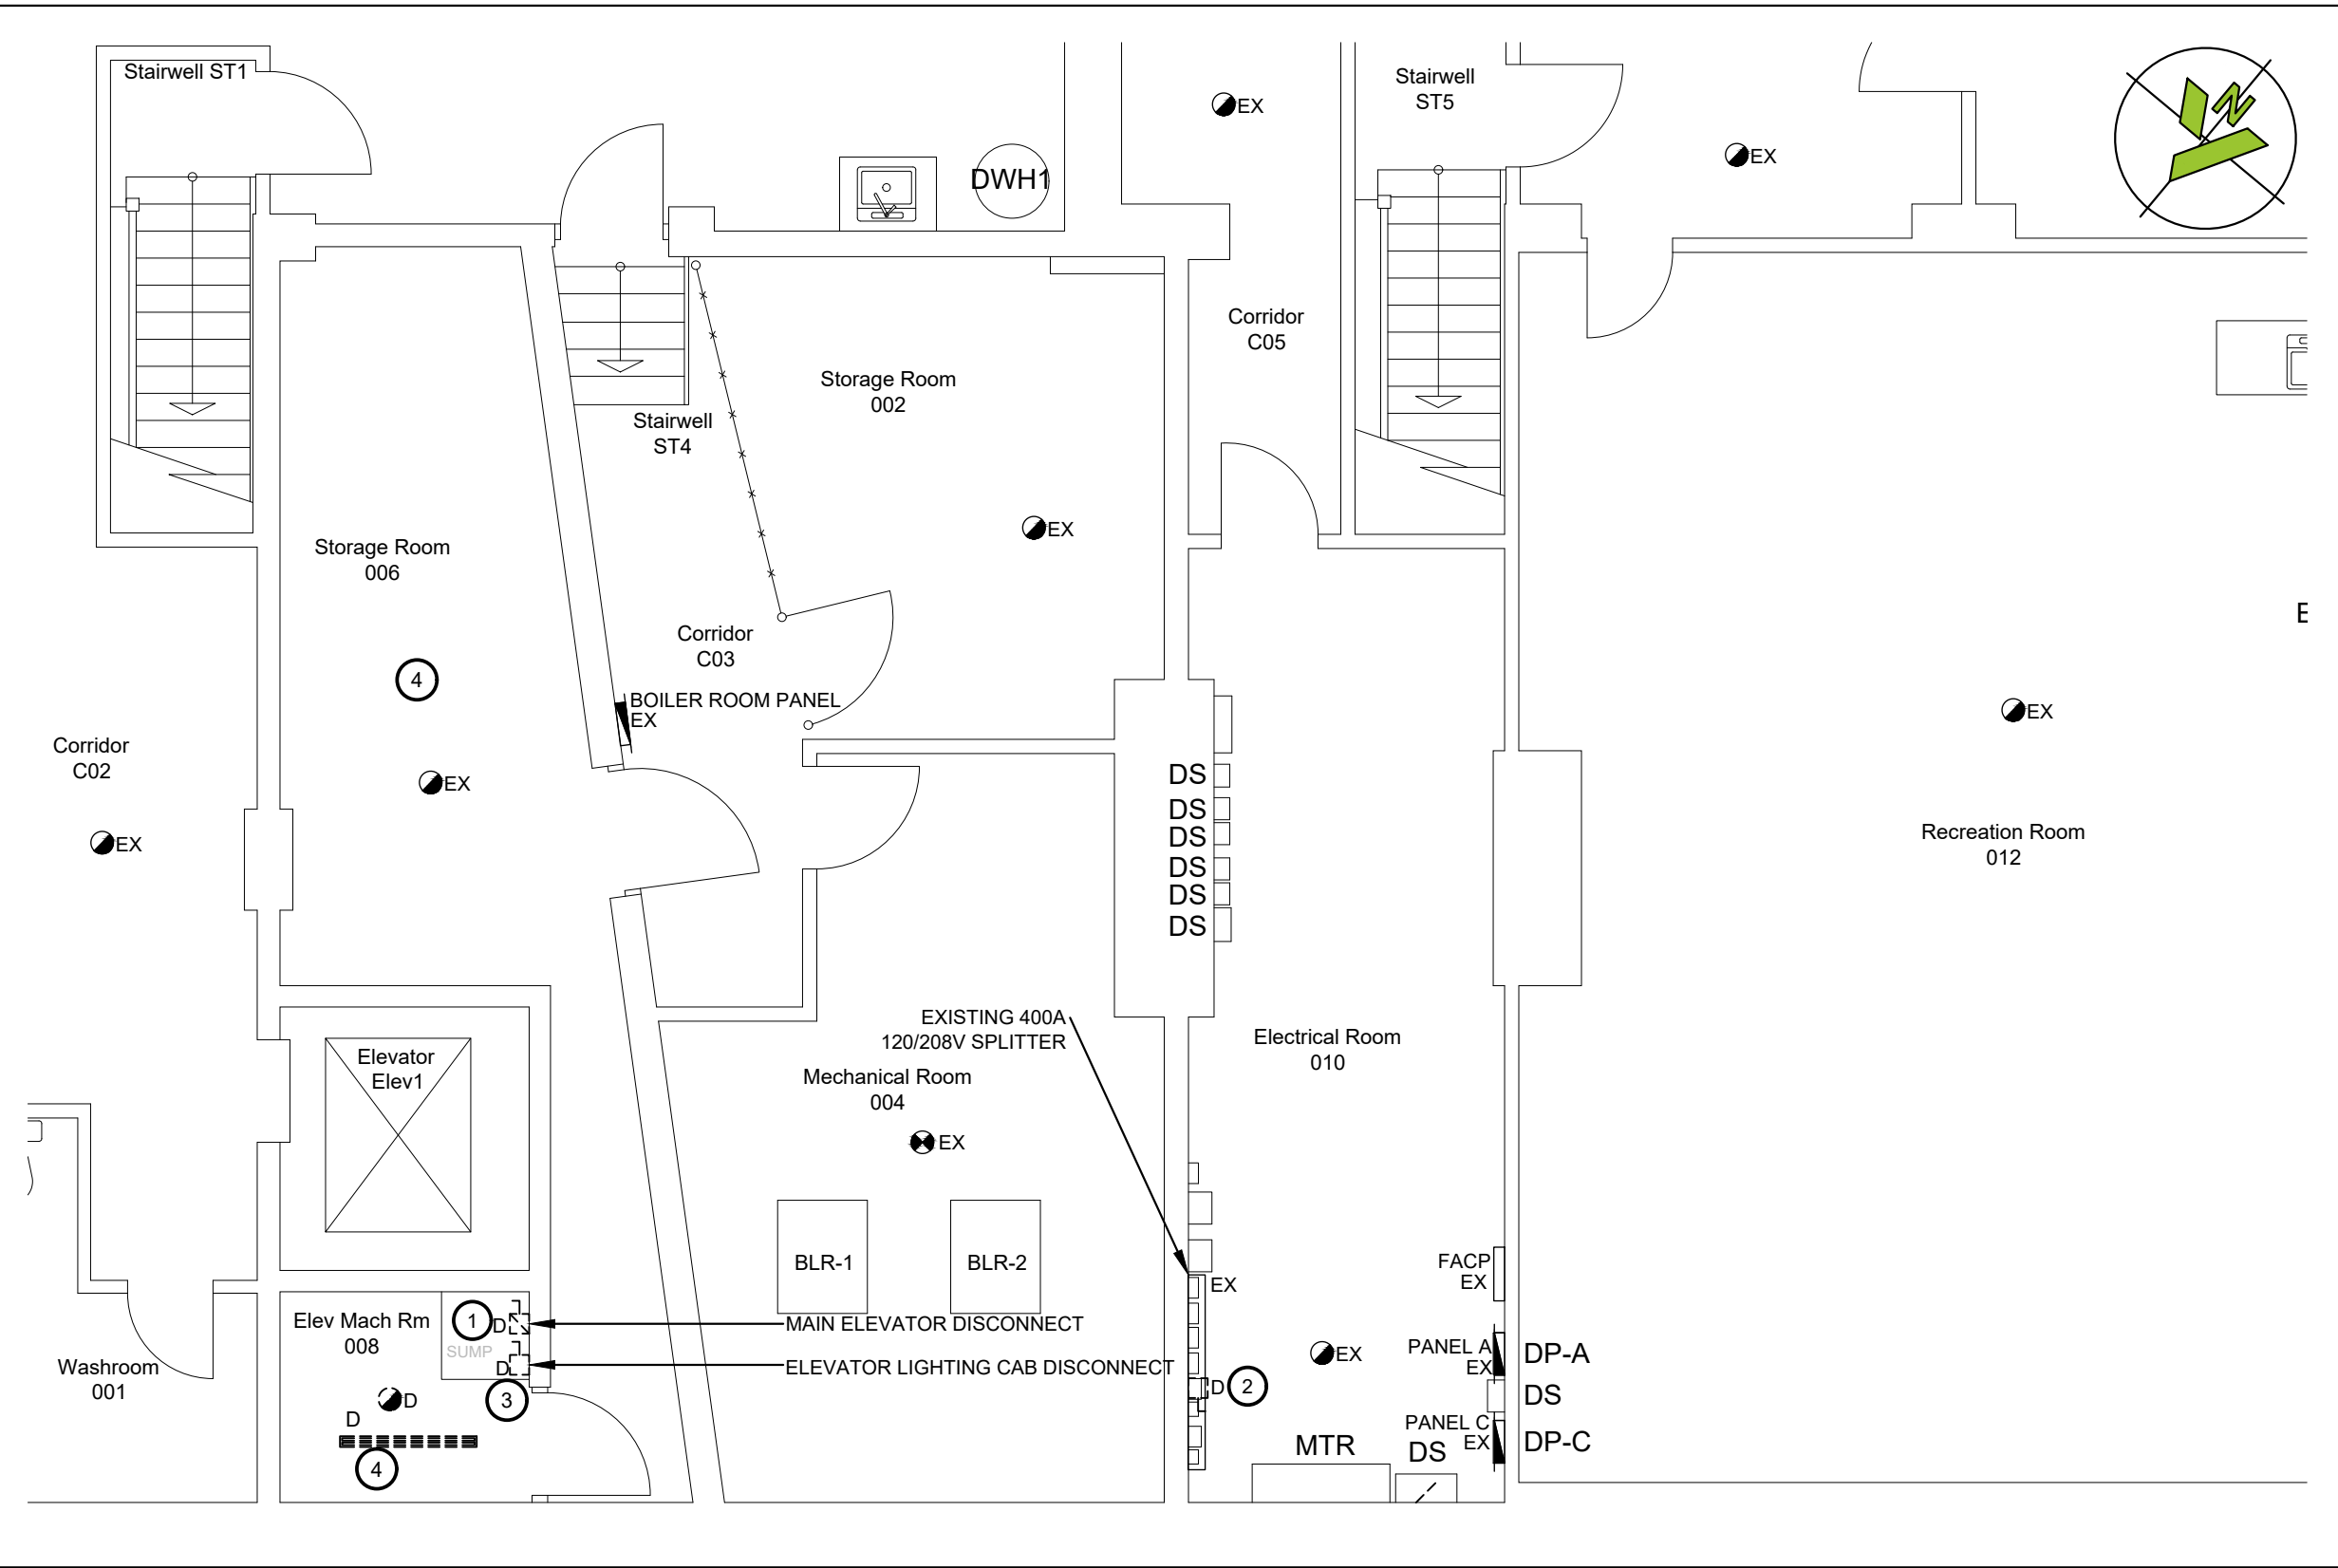 Stairwell ST1
EX
Stairwell
ST5
N
EX
DWH1
Corridor
C05
Storage Room
002
Stairwell
ST4
EX
Storage Room
006
E
Corridor
C03
4
BOILER ROOM PANEL
EX
EX
Corridor
C02
EX
EX
DS
DS
DS
DS
DS
DS
Recreation Room
012
EXISTING 400A
120/208V SPLITTER
Electrical Room
010
Elevator
Elev1
Mechanical Room
004
EX
BLR-1
BLR-2
FACP
EX
EX
Elev Mach Rm
008
1
D
MAIN ELEVATOR DISCONNECT
SUMP
D
ELEVATOR LIGHTING CAB DISCONNECT
3
D
2
EX
PANEL A
EX
DP-A
DS
Washroom
001
D
D
4
PANEL C
EX
DP-C
MTR
DS